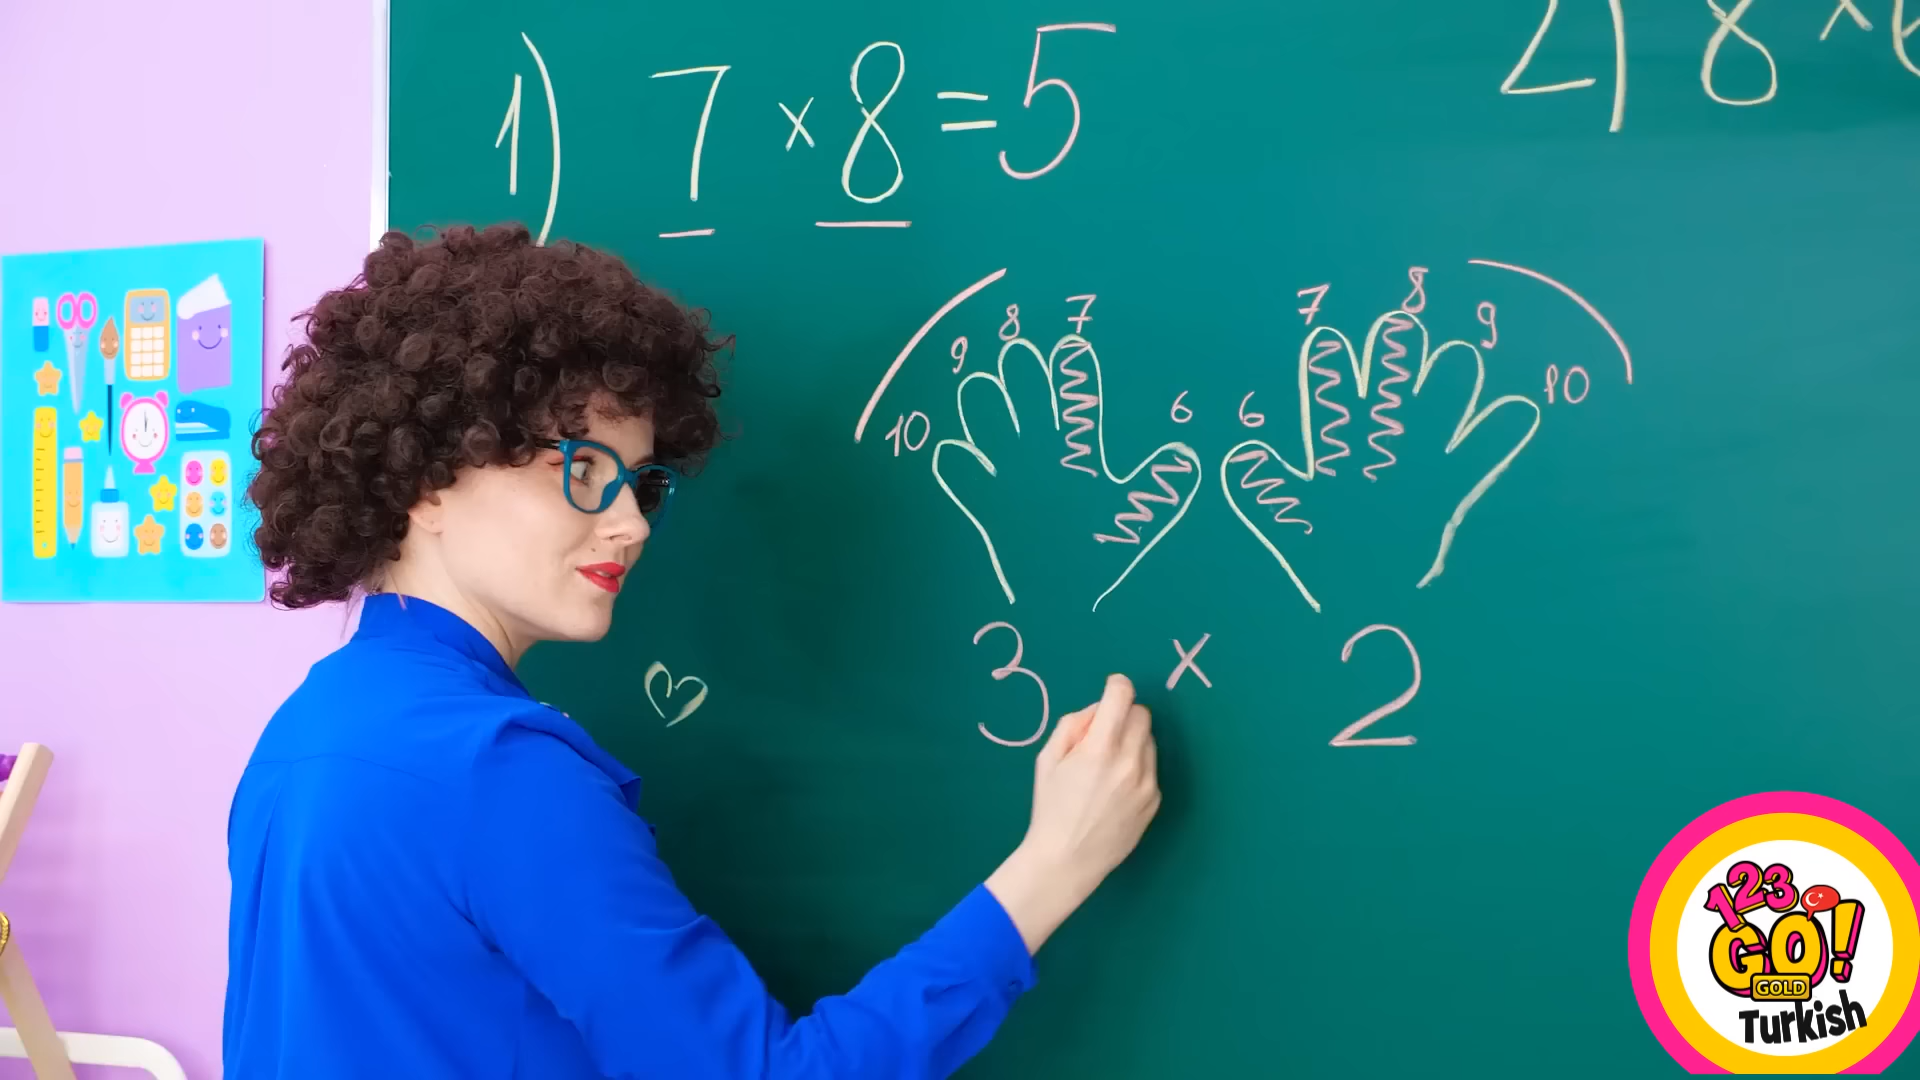 1) 7 x 8 = 5
2) 8 x
10 9 8 7 6
6 7 8 9 10
3 x 2
123
GO!
GOLD
Turkish